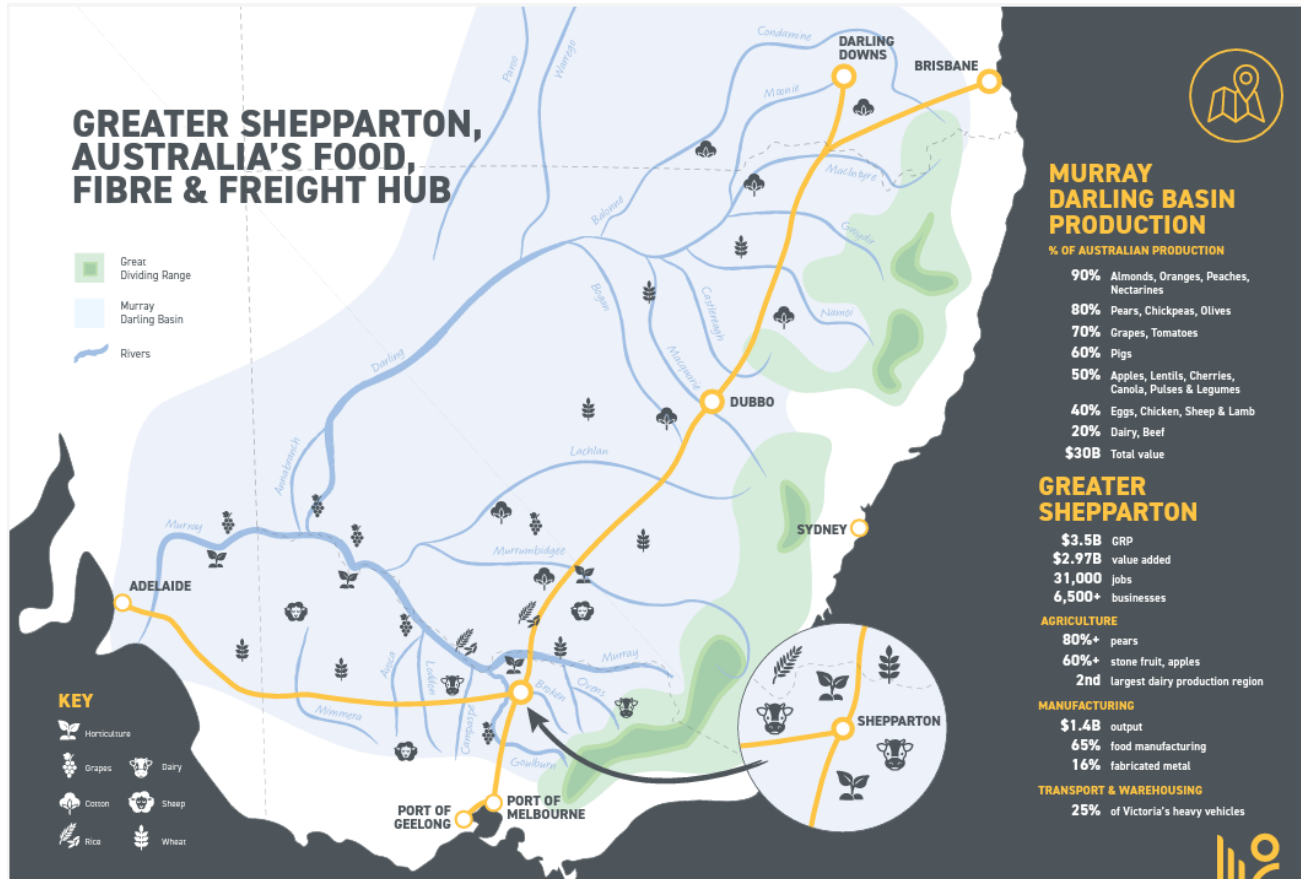 GREATER SHEPPARTON,
AUSTRALIA'S FOOD,
FIBRE & FREIGHT HUB
Great
Dividing Range
Murray
Darling Basin
Rivers
Paroo
Warrego
Condamine
DARLING
DOWNS
BRISBANE
Moonie
MacIntyre
Balonne
Gwydir
Bogan
Castlereagh
Namoi
Darling
Macquarie
DUBBO
Annabranch
Lachlan
Murray
Murrumbidgee
SYDNEY
ADELAIDE
Avoca
Loddon
Campaspe
Broken
Ovens
Murray
Wimmera
Goulburn
SHEPPARTON
PORT OF
GEELONG
PORT OF
MELBOURNE
KEY
Horticulture
Grapes
Dairy
Cotton
Sheep
Rice
Wheat
MURRAY
DARLING BASIN
PRODUCTION
% OF AUSTRALIAN PRODUCTION
90% Almonds, Oranges, Peaches,
Nectarines
80% Pears, Chickpeas, Olives
70% Grapes, Tomatoes
60% Pigs
50% Apples, Lentils, Cherries,
Canola, Pulses & Legumes
40% Eggs, Chicken, Sheep & Lamb
20% Dairy, Beef
$30B Total value
GREATER
SHEPPARTON
$3.5B GRP
$2.97B value added
31,000 jobs
6,500+ businesses
AGRICULTURE
80%+ pears
60%+ stone fruit, apples
2nd largest dairy production region
MANUFACTURING
$1.4B output
65% food manufacturing
16% fabricated metal
TRANSPORT & WAREHOUSING
25% of Victoria's heavy vehicles